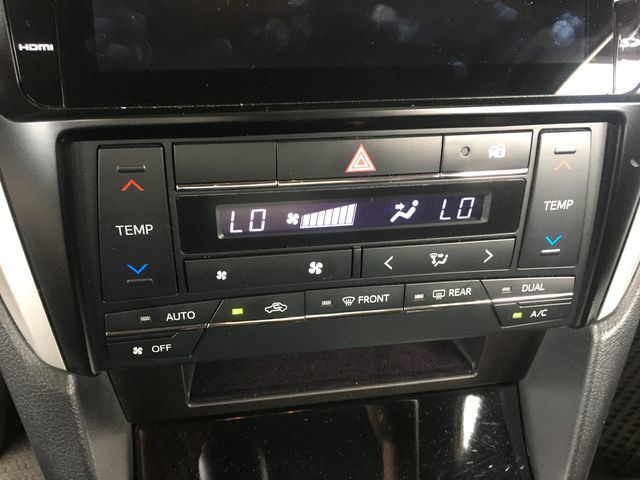 HDMI
TEMP
LO
LO
TEMP
AUTO
FRONT
REAR
DUAL
OFF
A/C